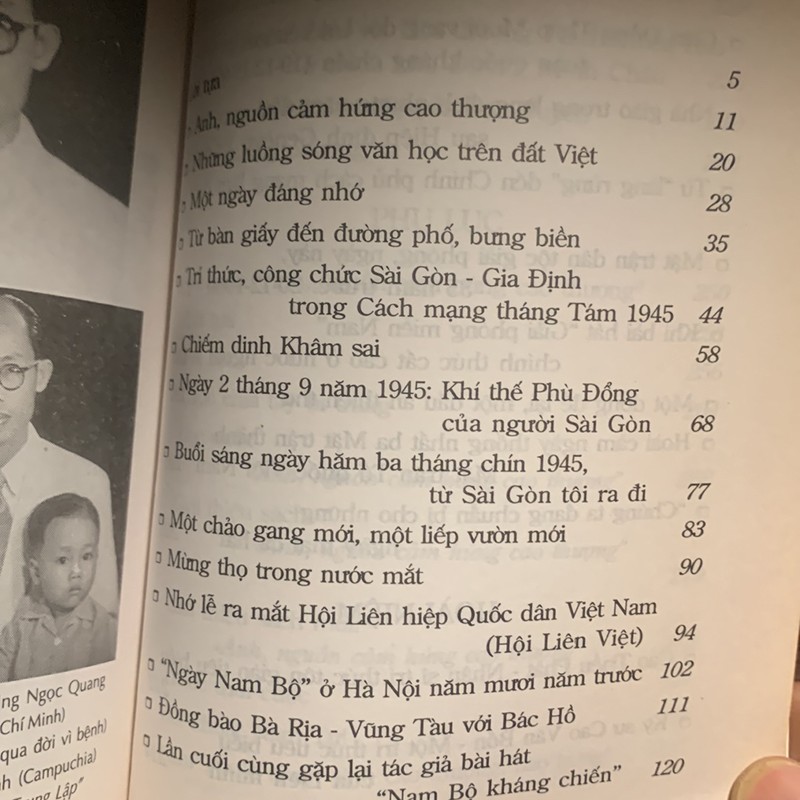 5
Anh, nguồn cảm hứng cao thượng 11
Những luồng sóng văn học trên đất Việt 20
Một ngày đáng nhớ 28
Từ bàn giấy đến đường phố, bưng biền 35
Trí thức, công chức Sài Gòn - Gia Định
trong Cách mạng tháng Tám 1945 44
Chiếm dinh Khâm sai 58
Ngày 2 tháng 9 năm 1945: Khí thế Phù Đổng
của người Sài Gòn 68
Buổi sáng ngày hăm ba tháng chín 1945,
từ Sài Gòn tôi ra đi 77
Một chảo gang mới, một liếp vườn mới 83
Mừng thọ trong nước mắt 90
Nhớ lễ ra mắt Hội Liên hiệp Quốc dân Việt Nam
(Hội Liên Việt) 94
"Ngày Nam Bộ" ở Hà Nội năm mươi năm trước 102
Đồng bào Bà Rịa - Vũng Tàu với Bác Hồ 111
Lần cuối cùng gặp lại tác giả bài hát
"Nam Bộ kháng chiến" 120
Ngọc Quang
Chí Minh)
qua đời vì bệnh)
(Campuchia)
Lập"